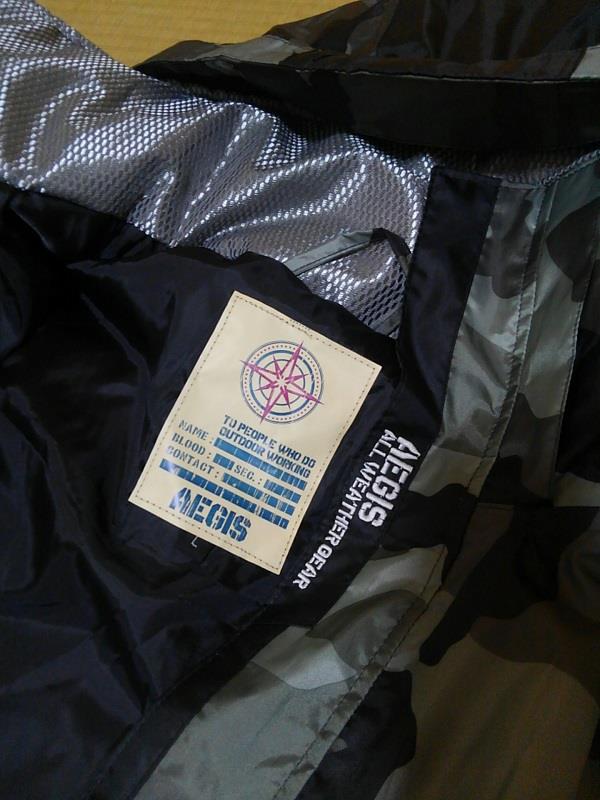 TO PEOPLE WHO DO
OUTDOOR WORKING
NAME :
BLOOD : SEC. :
CONTACT :
AEGIS
L
AEGIS
ALL WEATHER GEAR